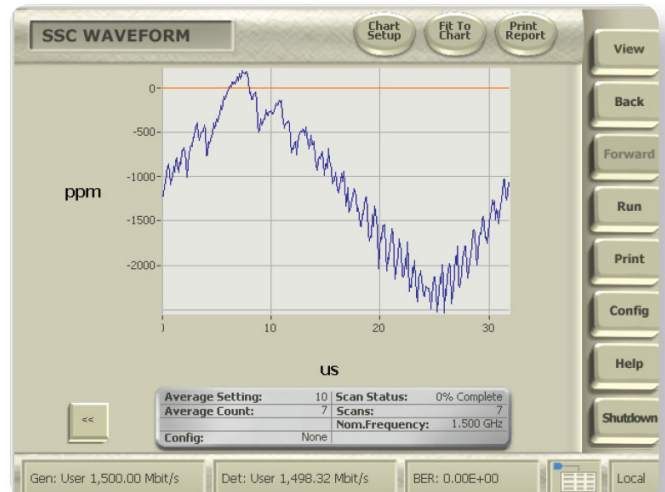 SSC WAVEFORM
Chart Setup
Fit To Chart
Print Report
View
Back
Forward
Run
Print
Config
Help
Shutdown
ppm
0
-500
-1000
-1500
-2000
10
20
30
us
<<
Average Setting: 10 Scan Status: 0% Complete
Average Count: 7 Scans: 7
Nom.Frequency: 1.500 GHz
Config: None
Gen: User 1,500.00 Mbit/s
Det: User 1,498.32 Mbit/s
BER: 0.00E+00
Local